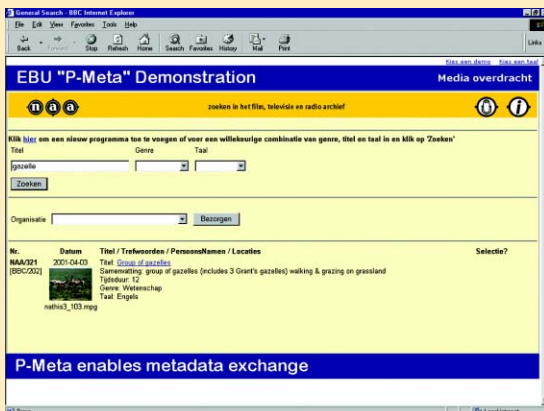 General Search - BBC Internet Explorer
File Edit View Favorites Tools Help
Back Forward Stop Refresh Home Search Favorites History Mail Print Links
Kies een demo Kies een taal
EBU "P-Meta" Demonstration Media overdracht
naa zoeken in het film, televisie en radio archief
Klik hier om een nieuw programma toe te voegen of voer een willekeurige combinatie van genre, titel en taal in en klik op 'Zoeken'
Titel Genre Taal
gazelle
Zoeken
Organisatie Bezorgen
Nr. Datum Titel / Trefwoorden / PersoonsNamen / Locaties Selectie?
NAA/321 2001-04-03 Titel: Group of gazelles
[BBC/202] Samenvatting: group of gazelles (includes 3 Grant's gazelles) walking & grazing on grassland
Tijdsduur: 12
Genre: Wetenschap
Taal: Engels
nathis3_103.mpg
P-Meta enables metadata exchange